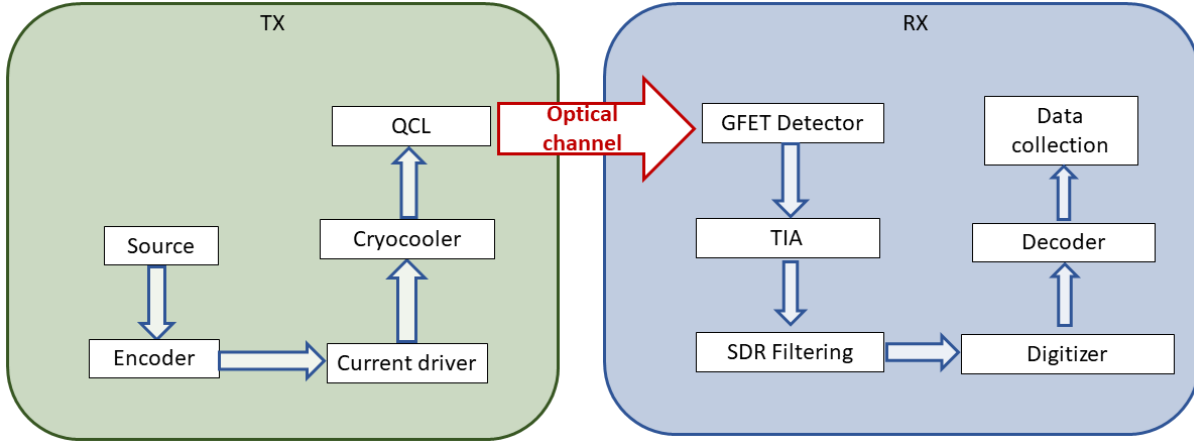 TX
Source
Encoder
Current driver
Cryocooler
QCL
Optical
channel
RX
GFET Detector
TIA
SDR Filtering
Digitizer
Decoder
Data
collection